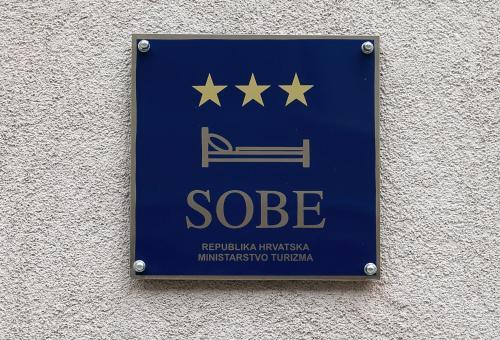 SOBE
REPUBLIKA HRVATSKA
MINISTARSTVO TURIZMA